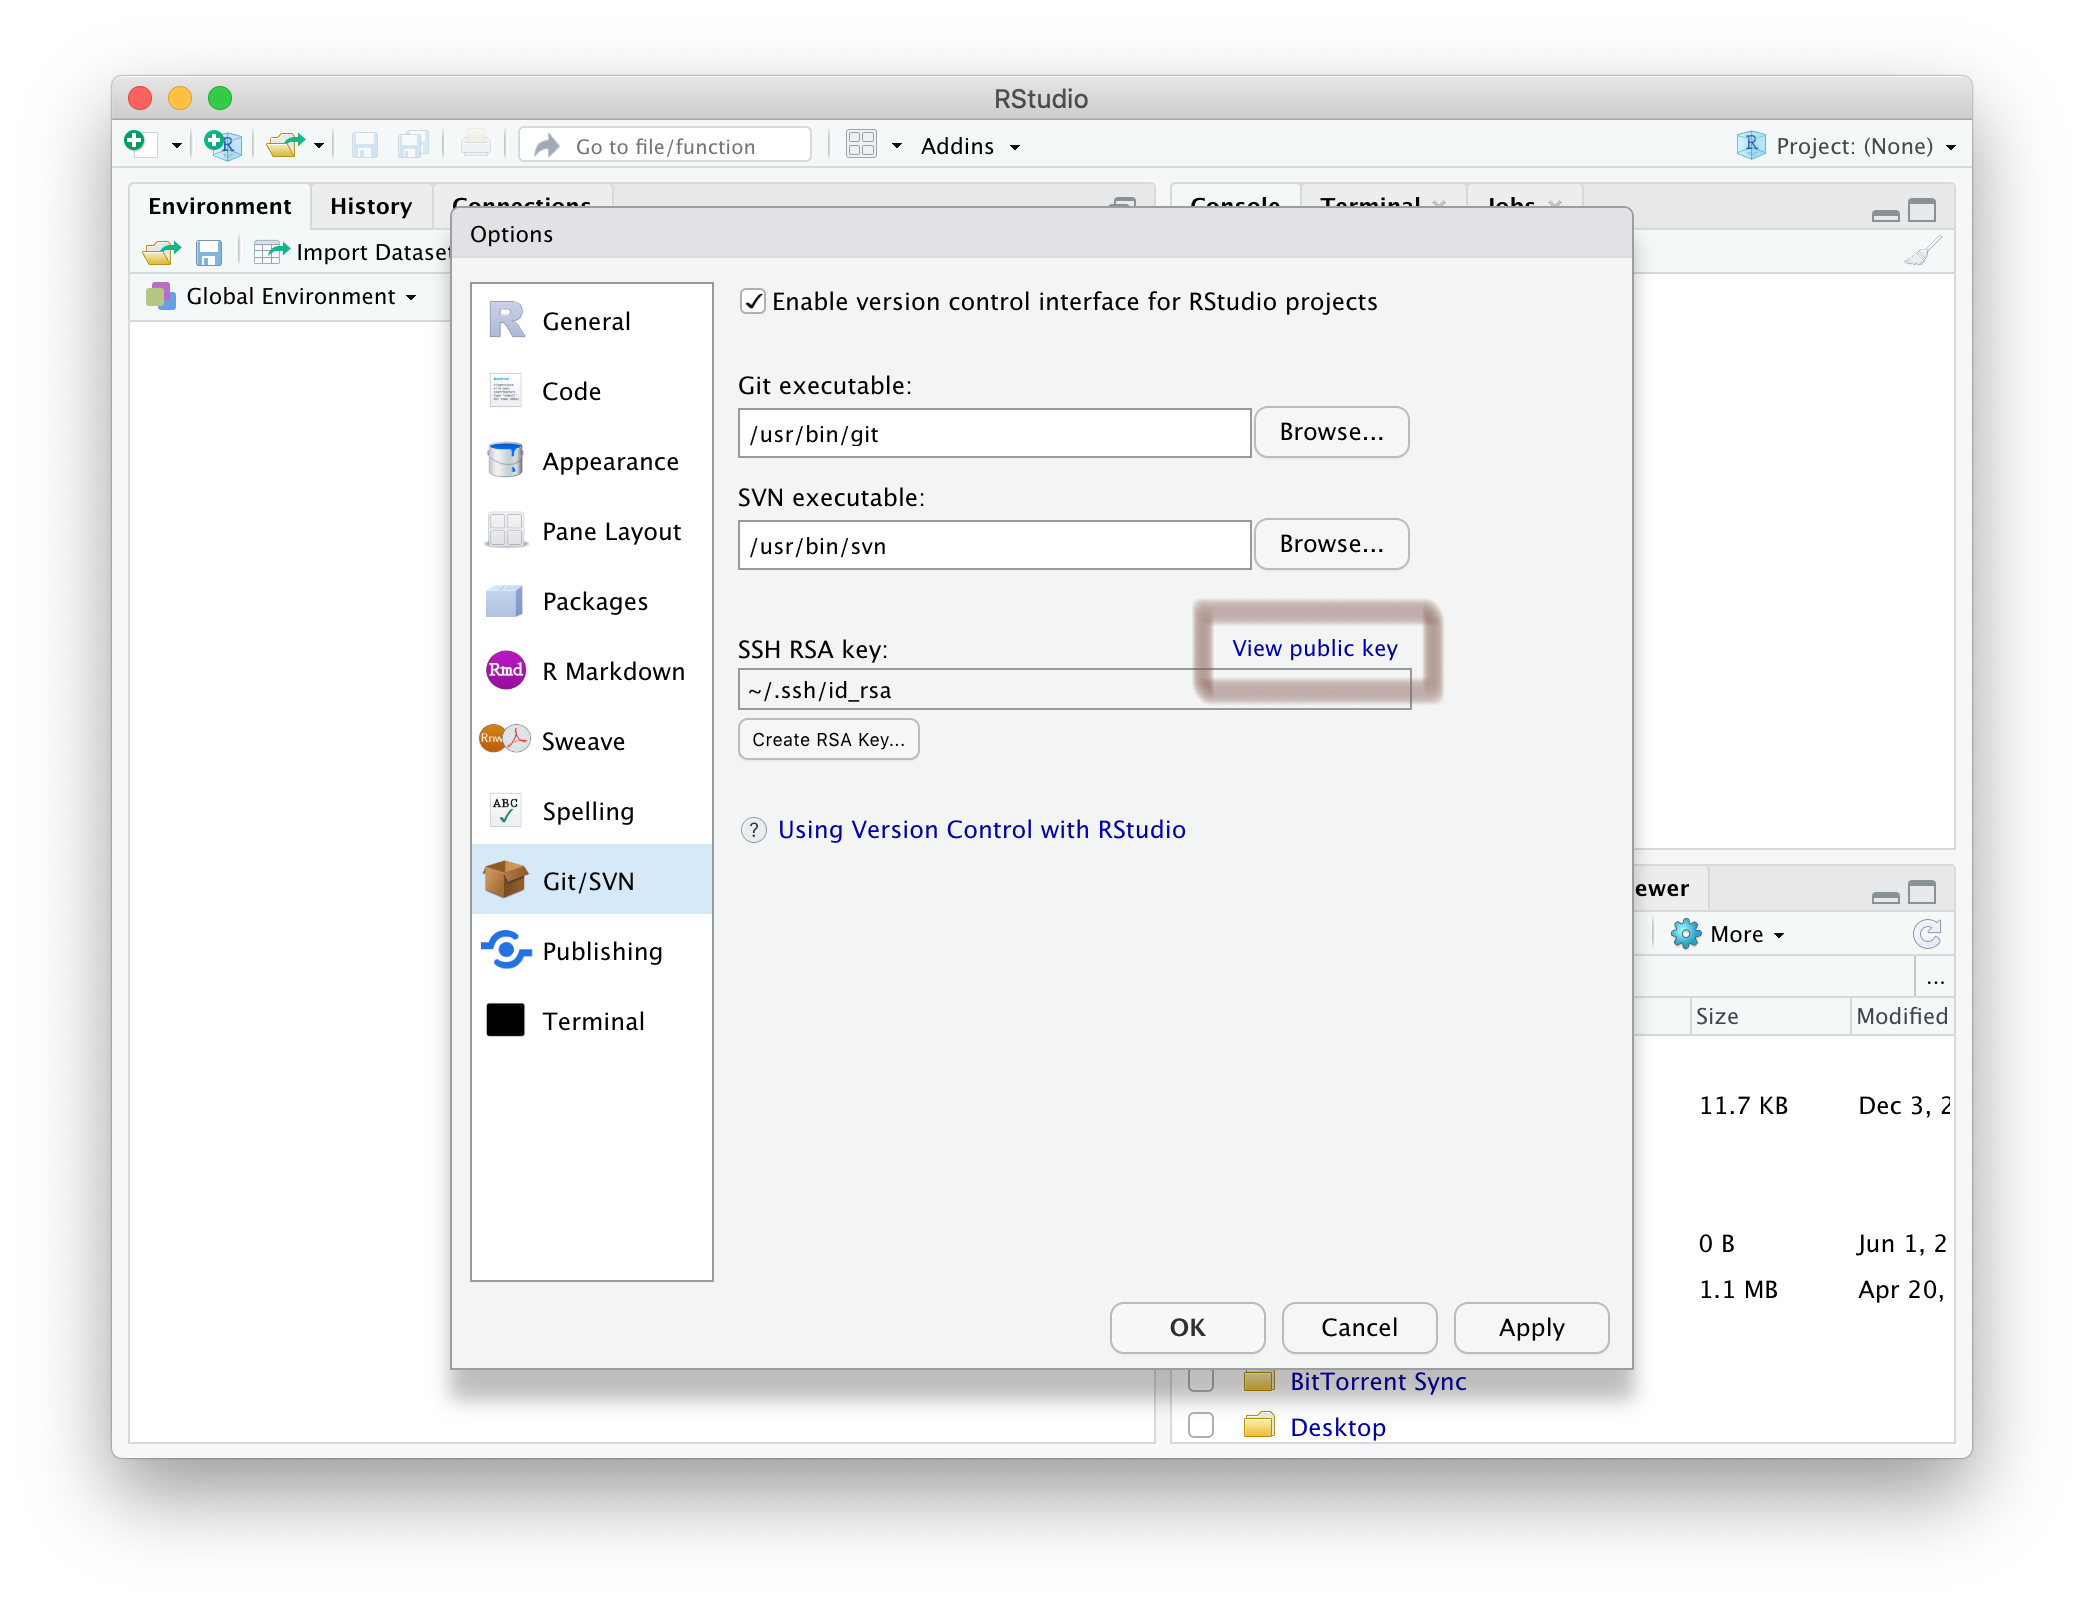 RStudio
Go to file/function
Addins
Project: (None)
Environment
History
Connections
Console
Terminal
Jobs
Import Dataset
Global Environment
Options
General
Code
Appearance
Pane Layout
Packages
Rmd
R Markdown
Rnw
Sweave
ABC
Spelling
Git/SVN
Publishing
Terminal
Enable version control interface for RStudio projects
Git executable:
/usr/bin/git
Browse...
SVN executable:
/usr/bin/svn
Browse...
SSH RSA key:
View public key
~/.ssh/id_rsa
Create RSA Key...
? Using Version Control with RStudio
OK
Cancel
Apply
ewer
More
...
Size
Modified
11.7 KB
Dec 3, 2
0 B
Jun 1, 2
1.1 MB
Apr 20,
BitTorrent Sync
Desktop